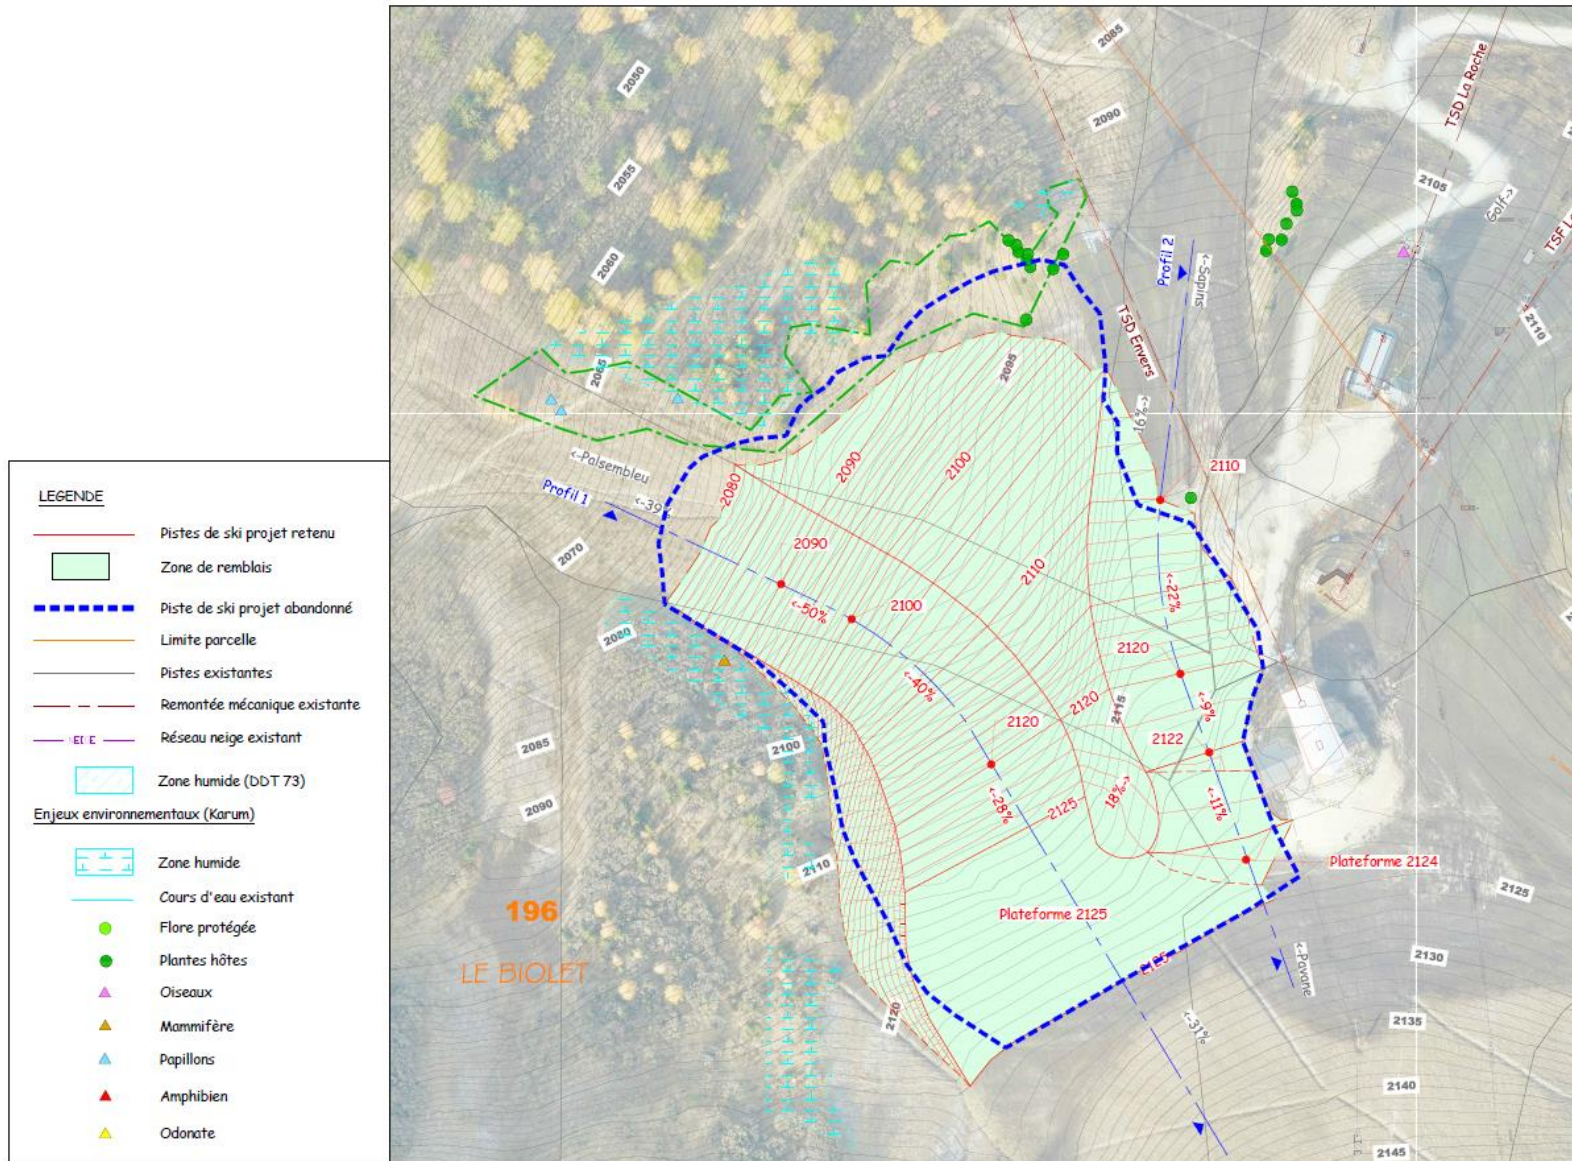 LEGENDE
Pistes de ski projet retenu
Zone de remblais
Piste de ski projet abandonné
Limite parcelle
Pistes existantes
Remontée mécanique existante
Réseau neige existant
Zone humide (DDT 73)
Enjeux environnementaux (Karum)
Zone humide
Cours d'eau existant
Flore protégée
Plantes hôtes
Oiseaux
Mammifère
Papillons
Amphibien
Odonate
2085
2050
2090
2055
2105
TSD La Roche
Golf->
TSF L
2060
Profil 2
<-Sapins
2110
TSD Envers
2065
2095
16%->
<-Palsembleu
2090
2100
2110
2080
Profil 1
<-39%
2070
2090
2110
<-50%
2100
<-22%
2080
2120
<-40%
2120
2115
<-9%
2120
2122
2085
2100
2090
<-28%
2125
18%->
<-11%
2110
Plateforme 2124
2125
196
Plateforme 2125
LE BIOLET
2125
<-Pavane
2130
2120
<-31%
2135
2140
2145